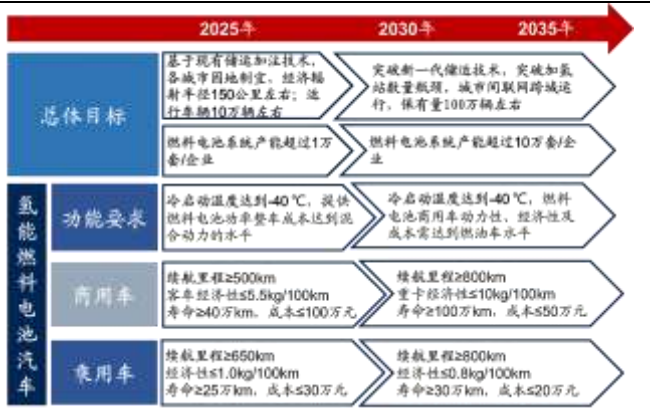 2025年
2030年
2035年
总体目标
基于现有储运加注技术，
各城市因地制宜，经济辐
射半径150公里左右；运
行车辆10万辆左右
突破新一代储运技术，突破加氢
站数量瓶颈，城市间联网跨城运
行，保有量100万辆左右
燃料电池系统产能超过1万
套/企业
燃料电池系统产能超过10万套/企
业
氢能燃料电池汽车
功能要求
冷启动温度达到-40℃，提供
燃料电池功率整车成本达到混
合动力的水平
冷启动温度达到-40℃，燃料
电池商用车动力性、经济性及
成本需达到燃油车水平
商用车
续航里程≥500km
客车经济性≤5.5kg/100km
寿命≥40万km，成本≤100万元
续航里程≥800km
重卡经济性≤10kg/100km
寿命≥100万km，成本≤50万元
乘用车
续航里程≥650km
经济性≤1.0kg/100km
寿命≥25万km，成本≤30万元
续航里程≥800km
经济性≤0.8kg/100km
寿命≥30万km，成本≤20万元